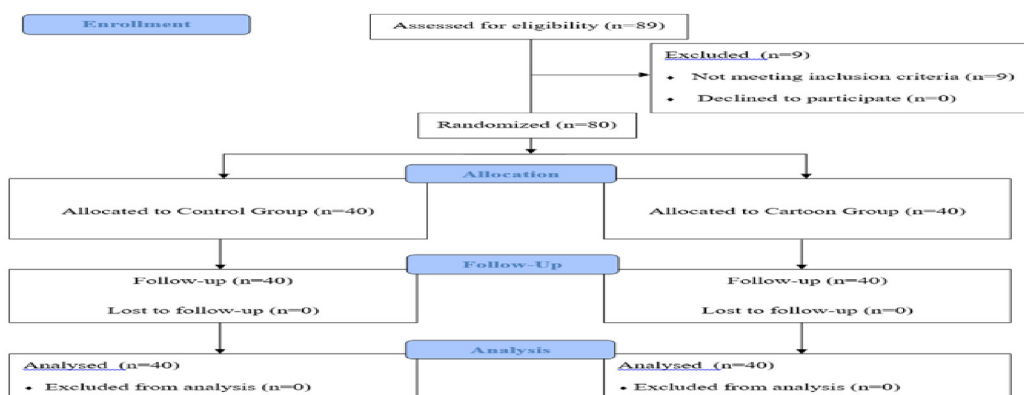 Enrollment
Assessed for eligibility (n=89)
Excluded (n=9)
• Not meeting inclusion criteria (n=9)
• Declined to participate (n=0)
Randomized (n=80)
Allocation
Allocated to Control Group (n=40)
Allocated to Cartoon Group (n=40)
Follow-Up
Follow-up (n=40)
Lost to follow-up (n=0)
Follow-up (n=40)
Lost to follow-up (n=0)
Analysis
Analysed (n=40)
• Excluded from analysis (n=0)
Analysed (n=40)
• Excluded from analysis (n=0)